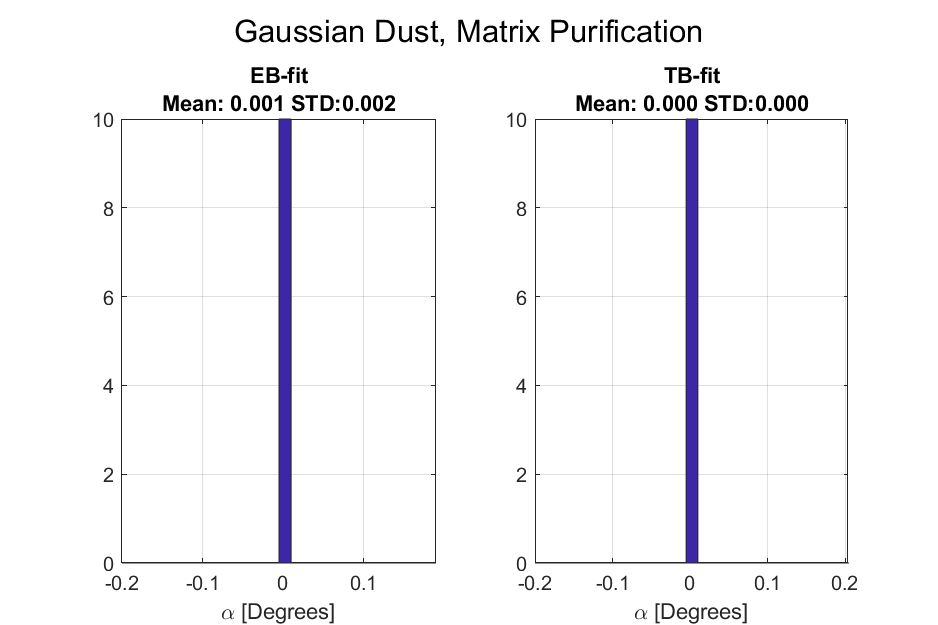 Gaussian Dust, Matrix Purification
EB-fit
Mean: 0.001 STD:0.002
10
8
6
4
2
0
-0.2 -0.1 0 0.1
α [Degrees]
TB-fit
Mean: 0.000 STD:0.000
10
8
6
4
2
0
-0.2 -0.1 0 0.1 0.2
α [Degrees]